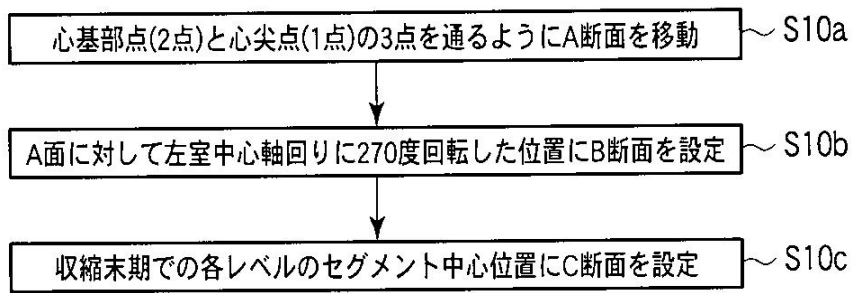 心基部点(2点)と心尖点(1点)の3点を通るようにA断面を移動 S10a
A面に対して左室中心軸回りに270度回転した位置にB断面を設定 S10b
収縮末期での各レベルのセグメント中心位置にC断面を設定 S10c